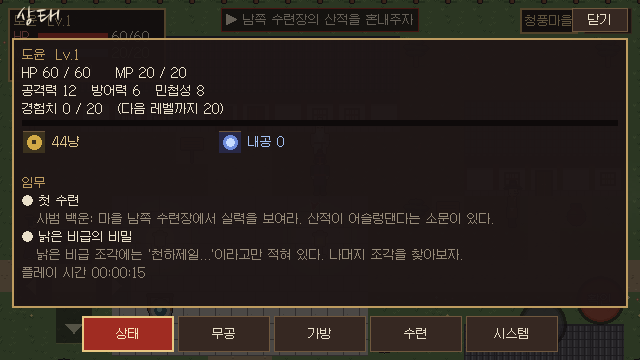 상태
도윤 Lv.1
HP 60/60
▶ 남쪽 수련장의 산적을 혼내주자
청풍마을
닫기
도윤 Lv.1
HP 60 / 60 MP 20 / 20
공격력 12 방어력 6 민첩성 8
경험치 0 / 20 (다음 레벨까지 20)
44냥 내공 0
임무
● 첫 수련
사범 백운: 마을 남쪽 수련장에서 실력을 보여라. 산적이 어슬렁댄다는 소문이 있다.
● 낡은 비급의 비밀
낡은 비급 조각에는 '천하제일...'이라고만 적혀 있다. 나머지 조각을 찾아보자.
플레이 시간 00:00:15
상태 무공 가방 수련 시스템